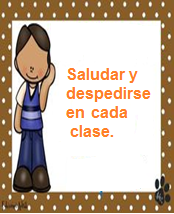 Saludar y
despedirse
en cada
clase.